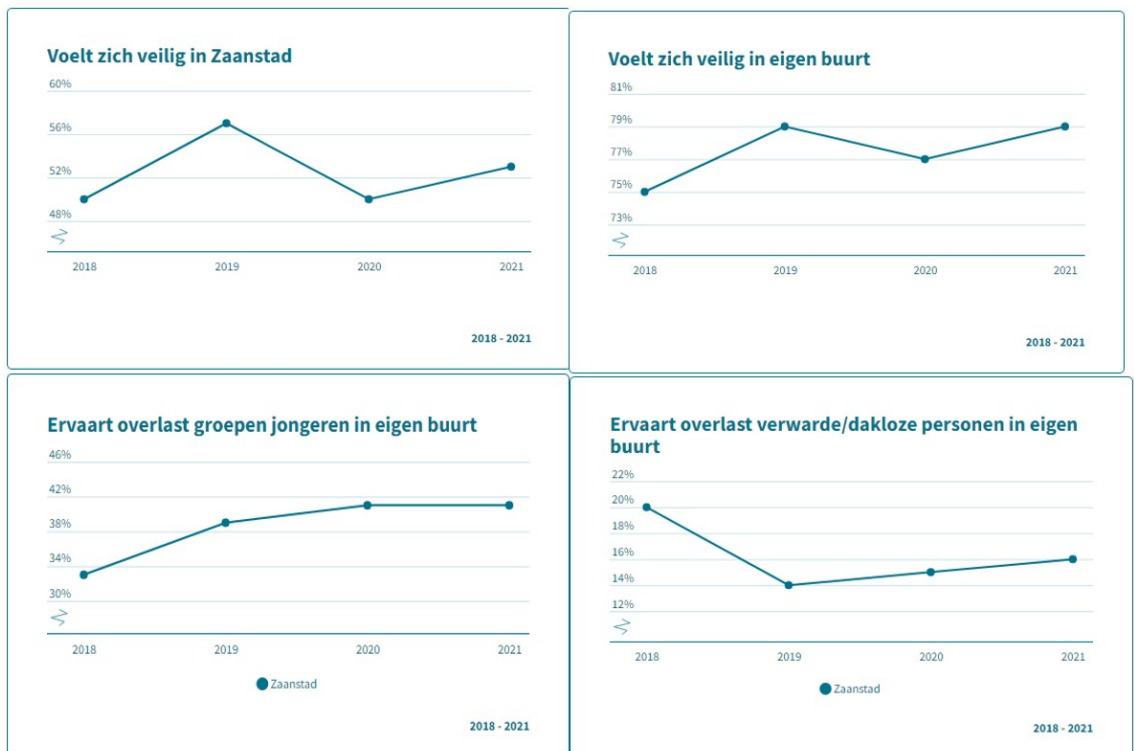 Voelt zich veilig in Zaanstad
60%
56%
52%
48%
2018 2019 2020 2021
2018 - 2021
Voelt zich veilig in eigen buurt
81%
79%
77%
75%
73%
2018 2019 2020 2021
2018 - 2021
Ervaart overlast groepen jongeren in eigen buurt
46%
42%
38%
34%
30%
2018 2019 2020 2021
Zaanstad
2018 - 2021
Ervaart overlast verwarde/dakloze personen in eigen
buurt
22%
20%
18%
16%
14%
12%
2018 2019 2020 2021
Zaanstad
2018 - 2021